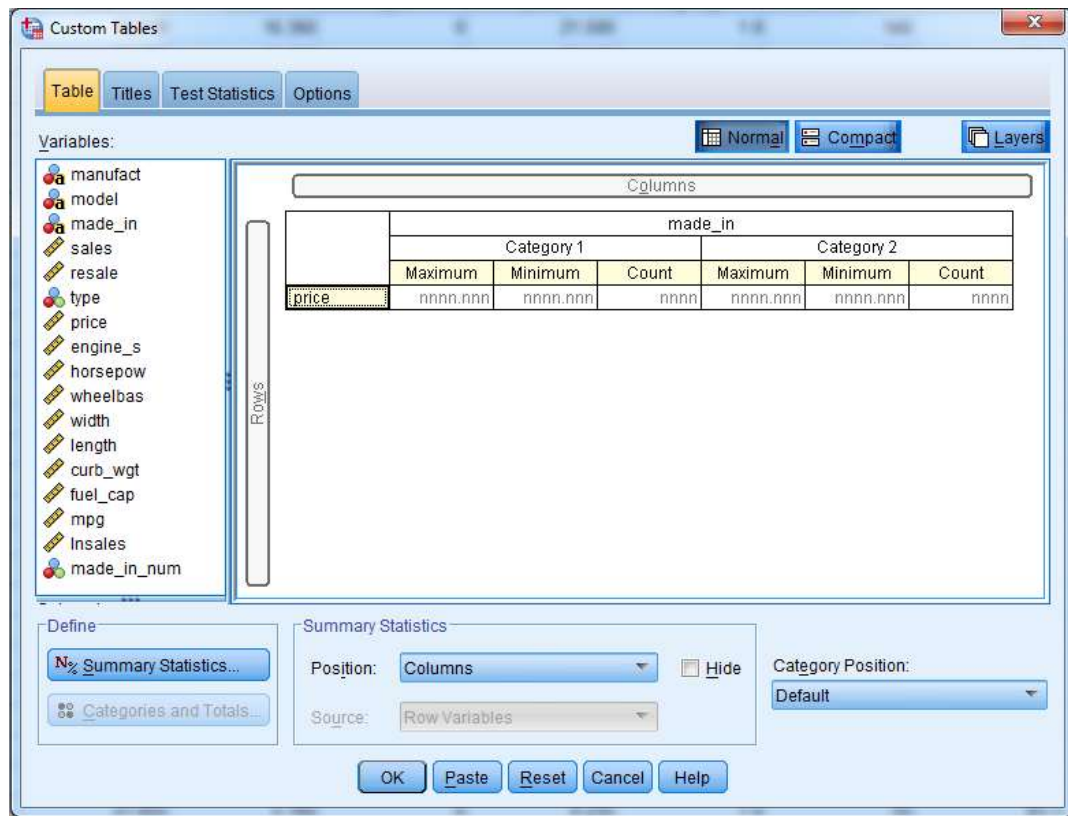 Custom Tables
Table Titles Test Statistics Options
Variables:
Normal Compact Layers
manufact
model
made_in
sales
resale
type
price
engine_s
horsepow
wheelbas
width
length
curb_wgt
fuel_cap
mpg
lnsales
made_in_num
Columns
Rows
made_in
Category 1 Category 2
Maximum Minimum Count Maximum Minimum Count
price nnnn.nnn nnnn.nnn nnnn nnnn.nnn nnnn.nnn nnnn
Define
N% Summary Statistics...
Categories and Totals...
Summary Statistics
Position: Columns Hide
Source: Row Variables
Category Position:
Default
OK Paste Reset Cancel Help